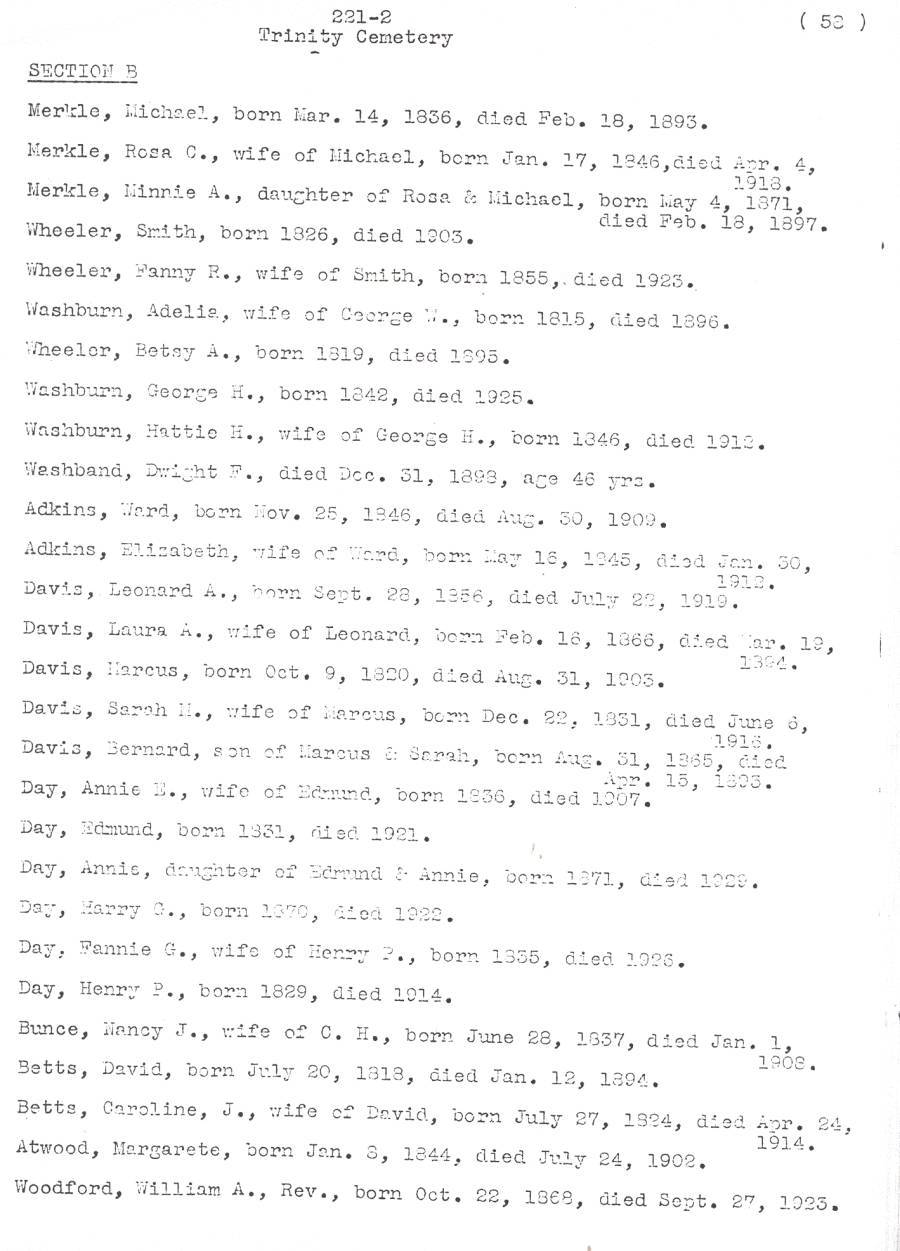 221-2
( 52 )
Trinity Cemetery
SECTION B
Merkle, Michael, born Mar. 14, 1836, died Feb. 18, 1893.
Merkle, Rosa C., wife of Michael, born Jan. 17, 1846,died Apr. 4,
1918.
Merkle, Minnie A., daughter of Rosa & Michael, born May 4, 1871,
died Feb. 18, 1897.
Wheeler, Smith, born 1826, died 1903.
Wheeler, Fanny R., wife of Smith, born 1855, died 1923.
Washburn, Adelia, wife of George W., born 1815, died 1896.
Wheeler, Betsy A., born 1819, died 1895.
Washburn, George H., born 1842, died 1925.
Washburn, Hattie H., wife of George H., born 1846, died 1912.
Washband, Dwight F., died Dec. 31, 1898, age 46 yrs.
Adkins, Ward, born Nov. 25, 1846, died Aug. 30, 1909.
Adkins, Elizabeth, wife of Ward, born May 16, 1845, died Jan. 30,
1912.
Davis, Leonard A., born Sept. 28, 1856, died July 22, 1919.
Davis, Laura A., wife of Leonard, born Feb. 16, 1866, died Mar. 19,
1894.
Davis, Marcus, born Oct. 9, 1820, died Aug. 31, 1903.
Davis, Sarah M., wife of Marcus, born Dec. 22, 1831, died June 6,
1916.
Davis, Bernard, son of Marcus & Sarah, born Aug. 31, 1865, died
Apr. 15, 1893.
Day, Annie E., wife of Edmund, born 1836, died 1907.
Day, Edmund, born 1831, died 1921.
Day, Annie, daughter of Edmund & Annie, born 1871, died 1929.
Day, Harry G., born 1870, died 1922.
Day, Fannie G., wife of Henry P., born 1835, died 1926.
Day, Henry P., born 1829, died 1914.
Bunce, Nancy J., wife of C. H., born June 28, 1837, died Jan. 1,
1908.
Betts, David, born July 20, 1818, died Jan. 12, 1894.
Betts, Caroline, J., wife of David, born July 27, 1824, died Apr. 24,
1914.
Atwood, Margarete, born Jan. 8, 1844, died July 24, 1902.
Woodford, William A., Rev., born Oct. 22, 1868, died Sept. 27, 1923.